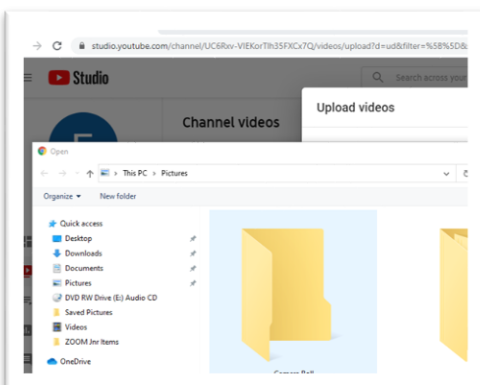 studio.youtube.com/channel/UC6Rxv-VIEKorTlh35FXCx7Q/videos/upload?d=ud&filter=%5B%5D&
Studio
Search across your
Upload videos
Channel videos
Open
This PC > Pictures
Organize
New folder
Quick access
Desktop
Downloads
Documents
Pictures
DVD RW Drive (E:) Audio CD
Saved Pictures
Videos
ZOOM Jnr Items
OneDrive
Camera Roll